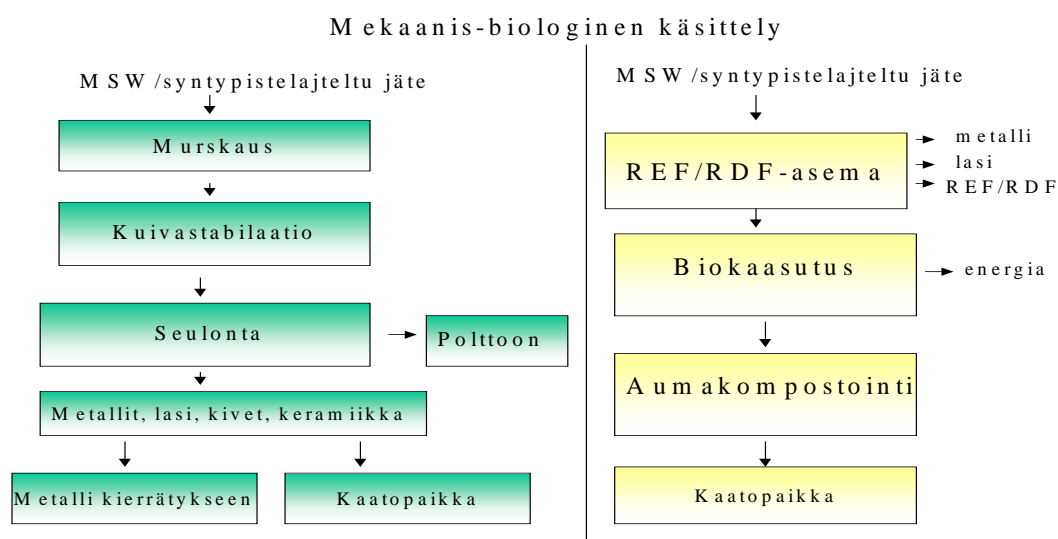 Mekaanis-biologinen käsittely
MSW/syntypistelajteltu jäte
Murskaus
Kuivastabilaatio
Seulonta
Polttoon
Metallit, lasi, kivet, keramiikka
Metalli kierrätykseen
Kaatopaikka
MSW/syntypistelajteltu jäte
REF/RDF-asema
metalli
lasi
REF/RDF
Biokaasutus
energia
Aumakompostointi
Kaatopaikka